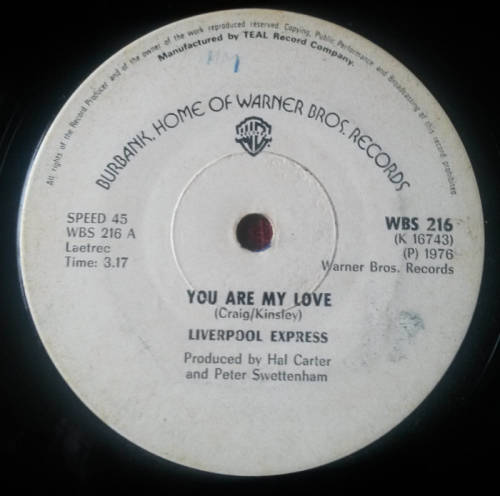 All rights of the Record Producer and of the owner of the work reproduced reserved. Copying, Public Performance and Broadcasting of this record prohibited
Manufactured by TEAL Record Company.
HM
BURBANK, HOME OF WARNER BROS. RECORDS
SPEED 45
WBS 216 A
Laetrec
Time: 3.17
WBS 216
(K 16743)
(P) 1976
Warner Bros. Records
YOU ARE MY LOVE
(Craig/Kinsley)
LIVERPOOL EXPRESS
Produced by Hal Carter
and Peter Swettenham